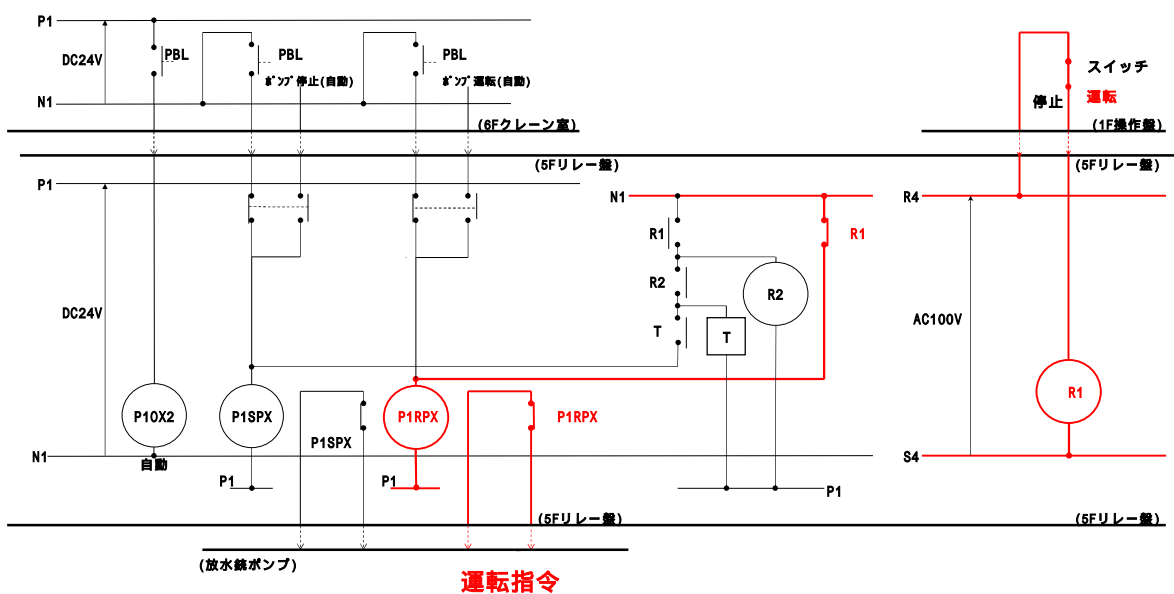 P1
DC24V
PBL
PBL
PBL
ﾎﾟﾝﾌﾟ停止(自動)
ﾎﾟﾝﾌﾟ運転(自動)
スイッチ
停止
運転
N1
(6Fクレーン室)
(1F操作盤)
(5Fリレー盤)
(5Fリレー盤)
P1
N1
R4
R1
R1
R2
R2
DC24V
T
T
AC100V
P1OX2
P1SPX
P1RPX
P1SPX
P1RPX
R1
N1
自動
S4
P1
P1
P1
(5Fリレー盤)
(5Fリレー盤)
(放水銃ポンプ)
運転指令